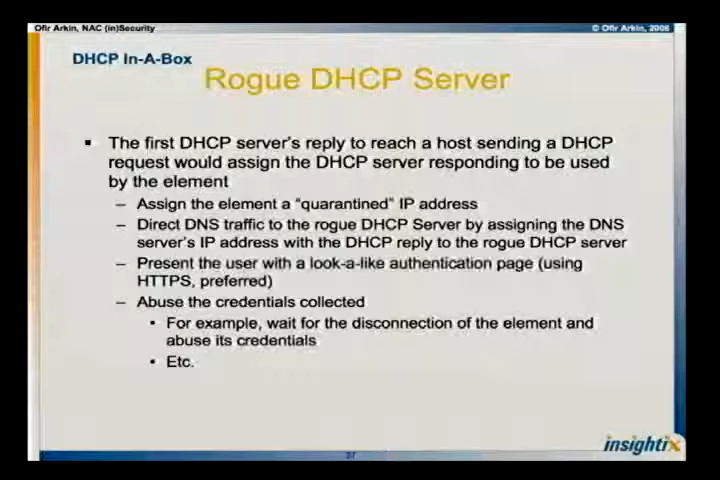 Ofir Arkin, NAC (in)Security
© Ofir Arkin, 2006
DHCP In-A-Box
Rogue DHCP Server
▪ The first DHCP server's reply to reach a host sending a DHCP
request would assign the DHCP server responding to be used
by the element
– Assign the element a "quarantined" IP address
– Direct DNS traffic to the rogue DHCP Server by assigning the DNS
server's IP address with the DHCP reply to the rogue DHCP server
– Present the user with a look-a-like authentication page (using
HTTPS, preferred)
– Abuse the credentials collected
• For example, wait for the disconnection of the element and
abuse its credentials
• Etc.
37
insightix